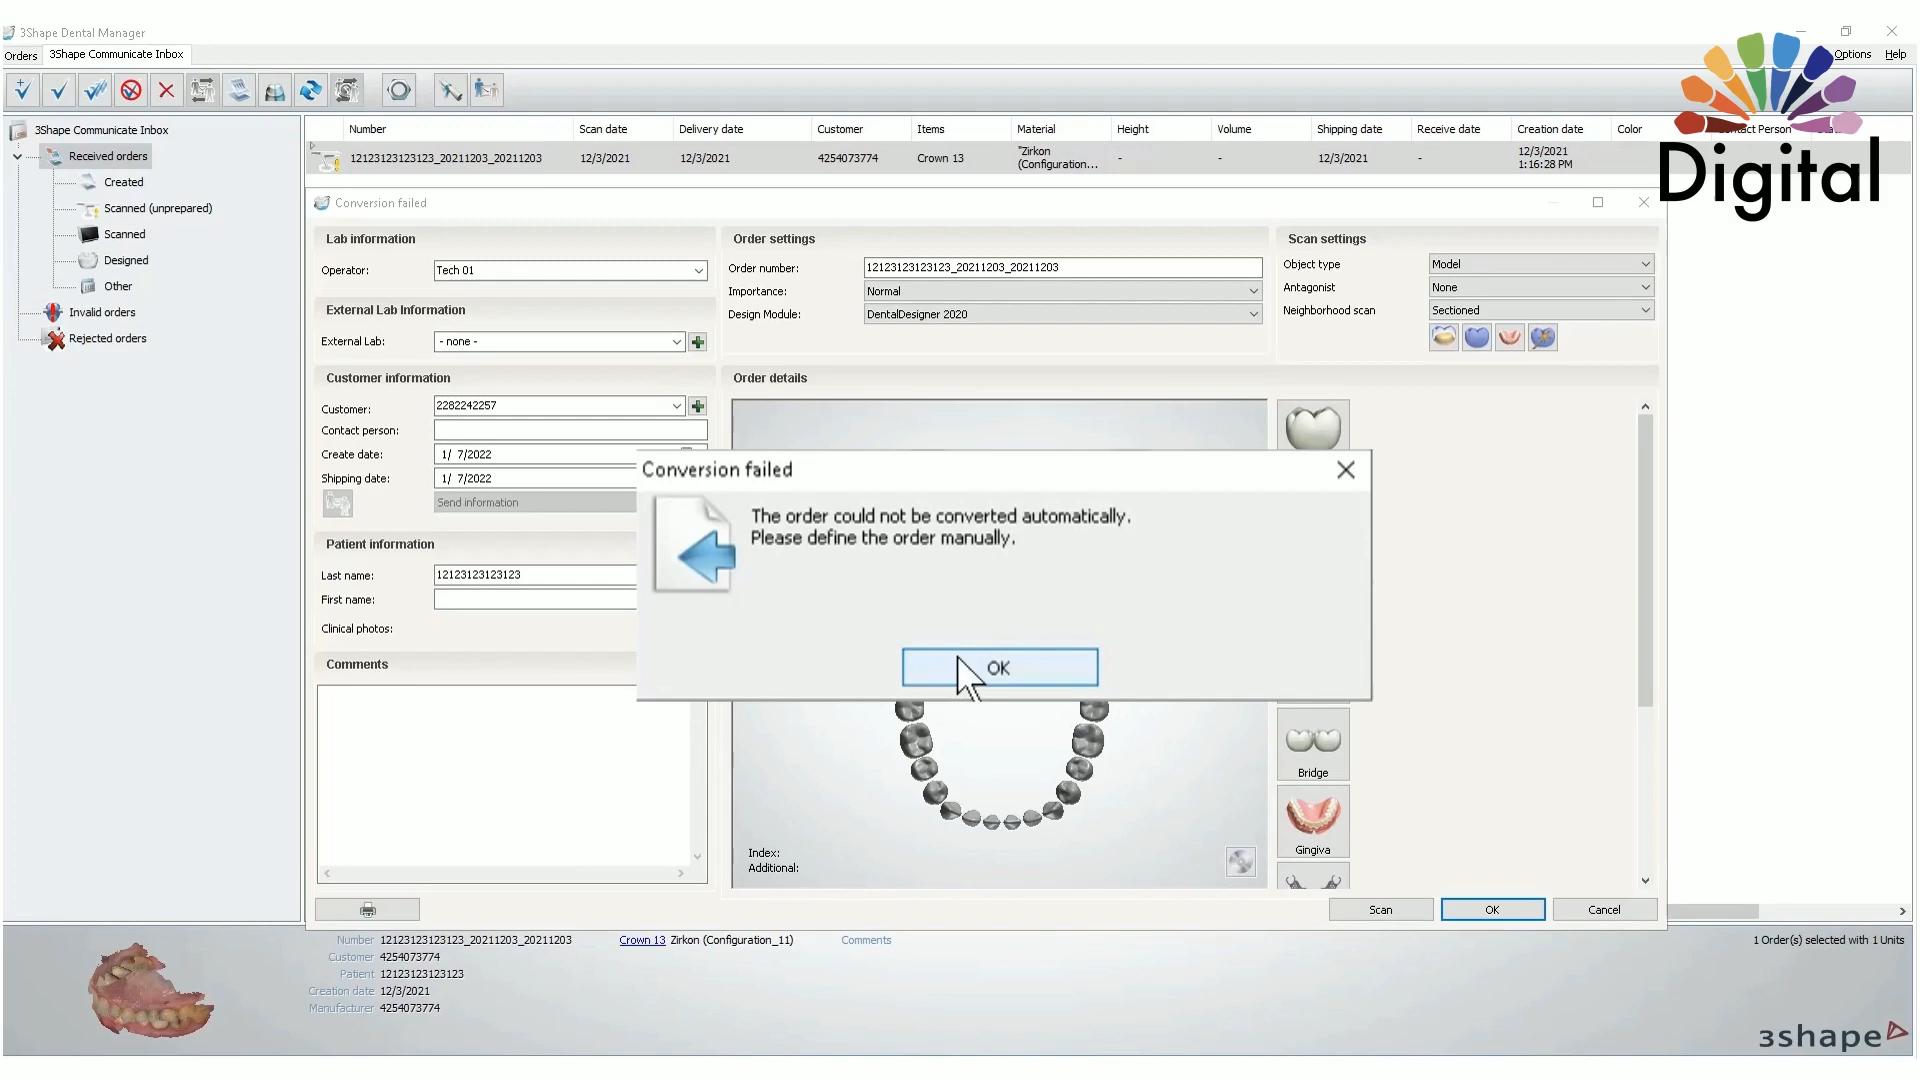 3Shape Dental Manager
Orders
3Shape Communicate Inbox
Options
Help
Digital
3Shape Communicate Inbox
Received orders
Created
Scanned (unprepared)
Scanned
Designed
Other
Invalid orders
Rejected orders
Number Scan date Delivery date Customer Items Material Height Volume Shipping date Receive date Creation date Color Contact Person
12123123123123_20211203_20211203 12/3/2021 12/3/2021 4254073774 Crown 13 "Zirkon (Configuration... - - 12/3/2021 - 12/3/2021 1:16:28 PM
Conversion failed
Lab information
Operator: Tech 01
External Lab Information
External Lab: - none -
Customer information
Customer: 2282242257
Contact person:
Create date: 1/ 7/2022
Shipping date: 1/ 7/2022
Send information
Patient information
Last name: 12123123123123
First name:
Clinical photos:
Comments
Order settings
Order number: 12123123123123_20211203_20211203
Importance: Normal
Design Module: DentalDesigner 2020
Scan settings
Object type Model
Antagonist None
Neighborhood scan Sectioned
Order details
Conversion failed
The order could not be converted automatically.
Please define the order manually.
OK
Bridge
Gingiva
Index:
Additional:
Scan
OK
Cancel
Number 12123123123123_20211203_20211203
Customer 4254073774
Patient 12123123123123
Creation date 12/3/2021
Manufacturer 4254073774
Crown 13 Zirkon (Configuration_11)
Comments
1 Order(s) selected with 1 Units
3shape